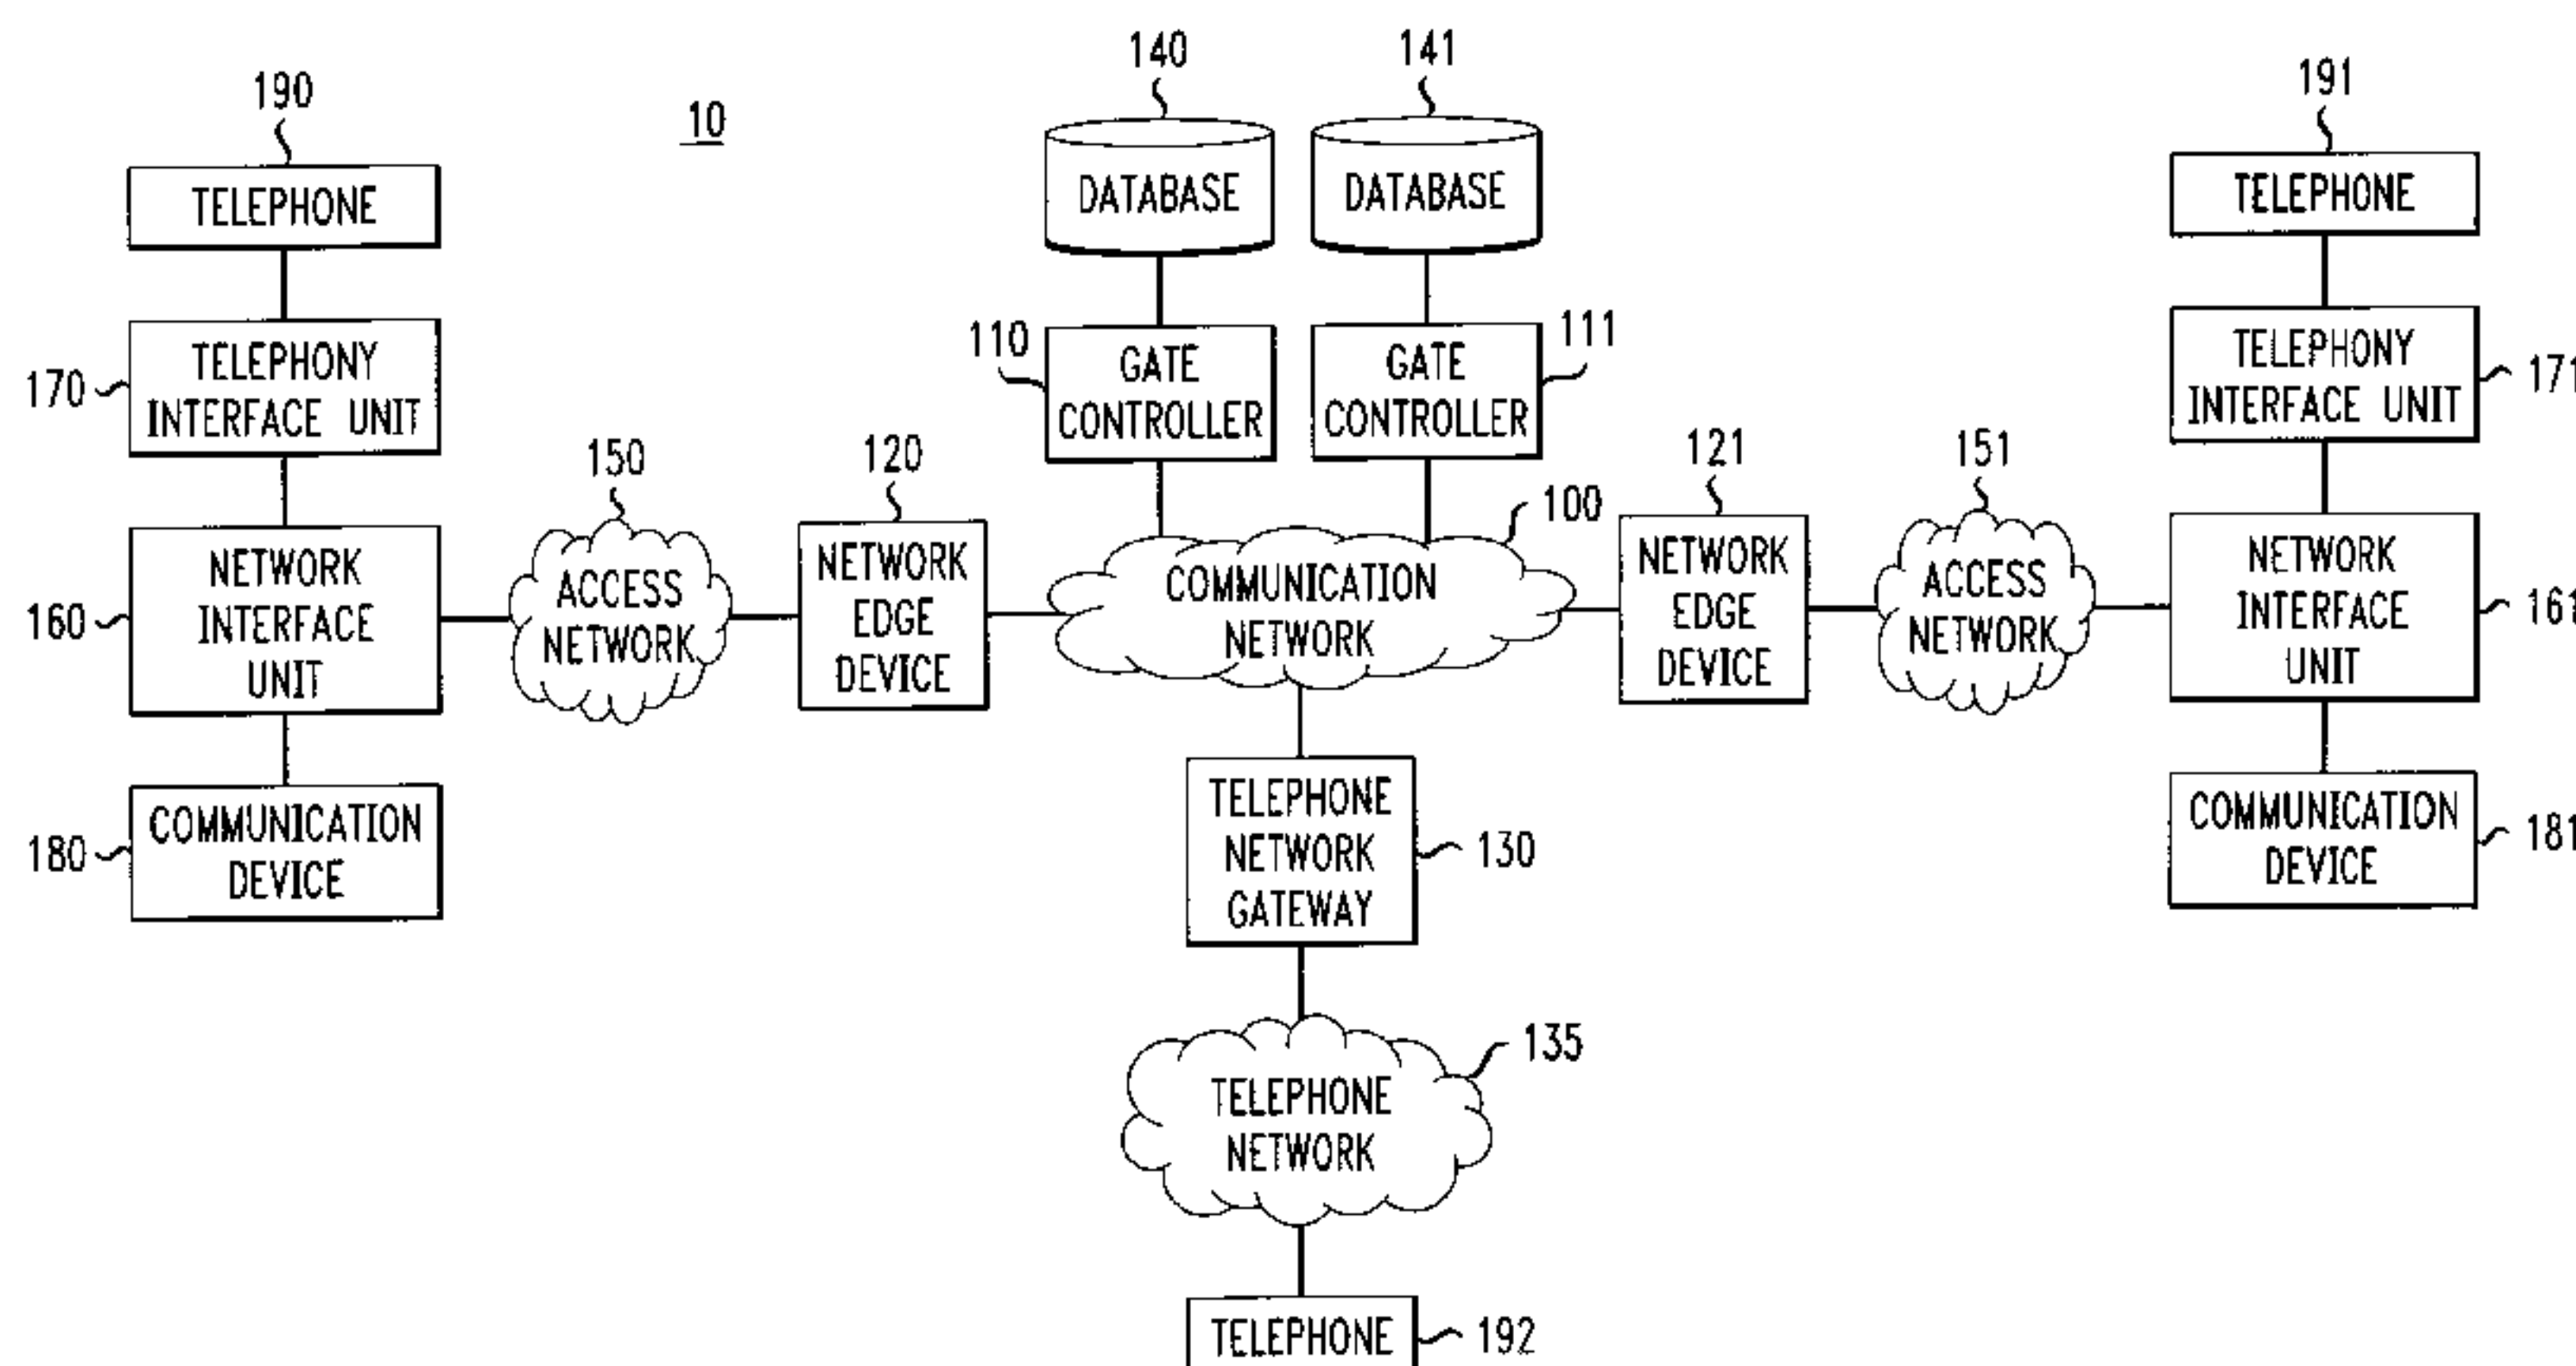 140
141
190
10
191
TELEPHONE
DATABASE
DATABASE
TELEPHONE
110
GATE
CONTROLLER
GATE
CONTROLLER
111
170
TELEPHONY
INTERFACE UNIT
TELEPHONY
INTERFACE UNIT
171
150
120
121
151
100
160
NETWORK
INTERFACE
UNIT
ACCESS
NETWORK
NETWORK
EDGE
DEVICE
COMMUNICATION
NETWORK
NETWORK
EDGE
DEVICE
ACCESS
NETWORK
NETWORK
INTERFACE
UNIT
161
180
COMMUNICATION
DEVICE
TELEPHONE
NETWORK
GATEWAY
130
COMMUNICATION
DEVICE
181
135
TELEPHONE
NETWORK
TELEPHONE
192